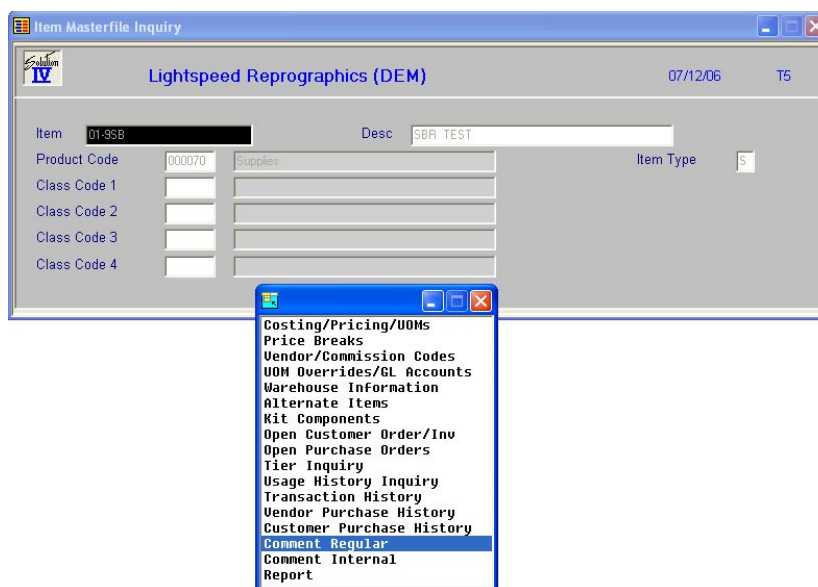 Item Masterfile Inquiry
Solution IV
Lightspeed Reprographics (DEM) 07/12/06 T5
Item 01-9SB Desc SBR TEST
Product Code 000070 Supplies Item Type S
Class Code 1
Class Code 2
Class Code 3
Class Code 4
Costing/Pricing/UOMs
Price Breaks
Vendor/Commission Codes
UOM Overrides/GL Accounts
Warehouse Information
Alternate Items
Kit Components
Open Customer Order/Inv
Open Purchase Orders
Tier Inquiry
Usage History Inquiry
Transaction History
Vendor Purchase History
Customer Purchase History
Comment Regular
Comment Internal
Report